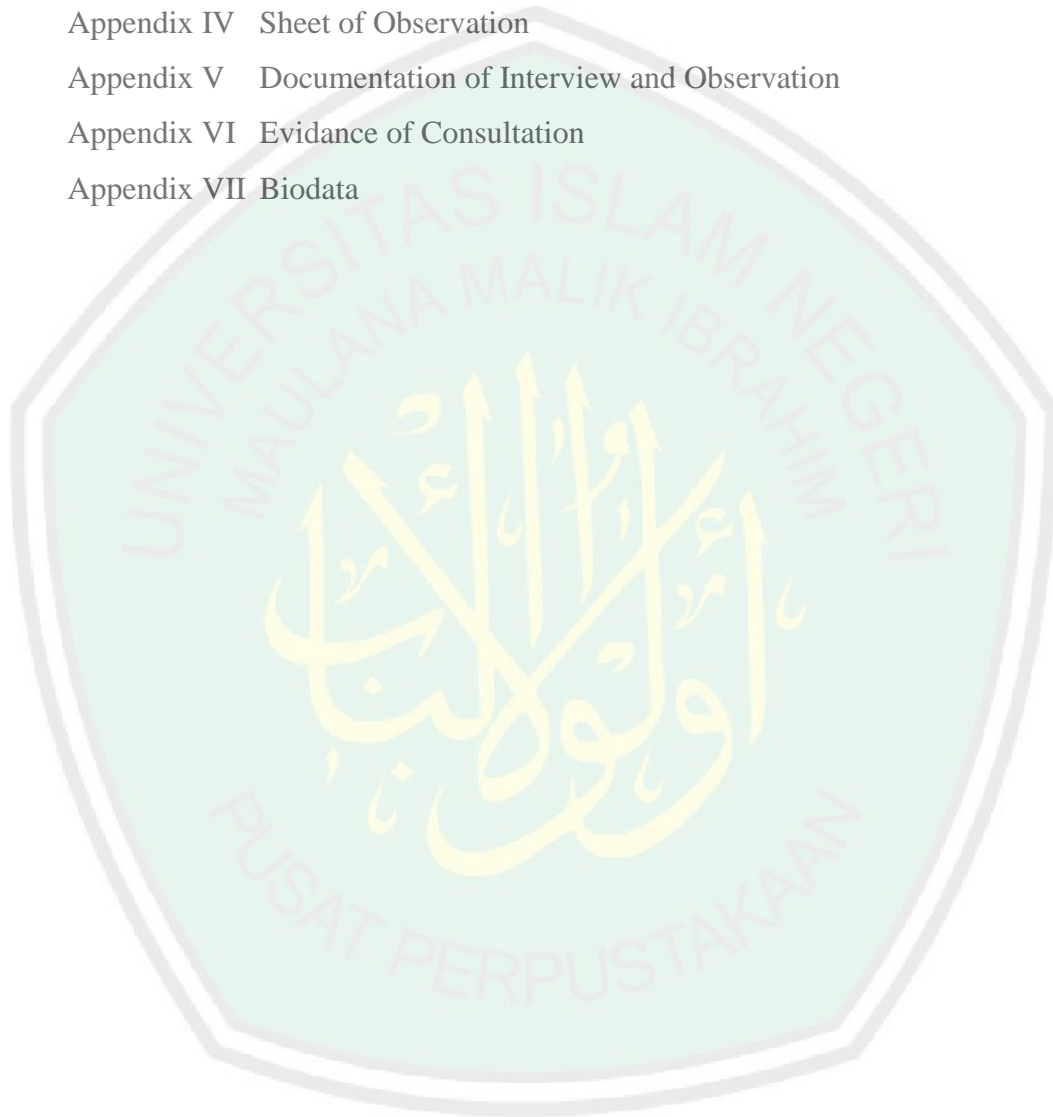 Appendix IV Sheet of Observation
Appendix V Documentation of Interview and Observation
Appendix VI Evidance of Consultation
Appendix VII Biodata
UNIVERSITAS ISLAM NEGERI
MAULANA MALIK IBRAHIM
أولوا الألباب
PUSAT PERPUSTAKAAN